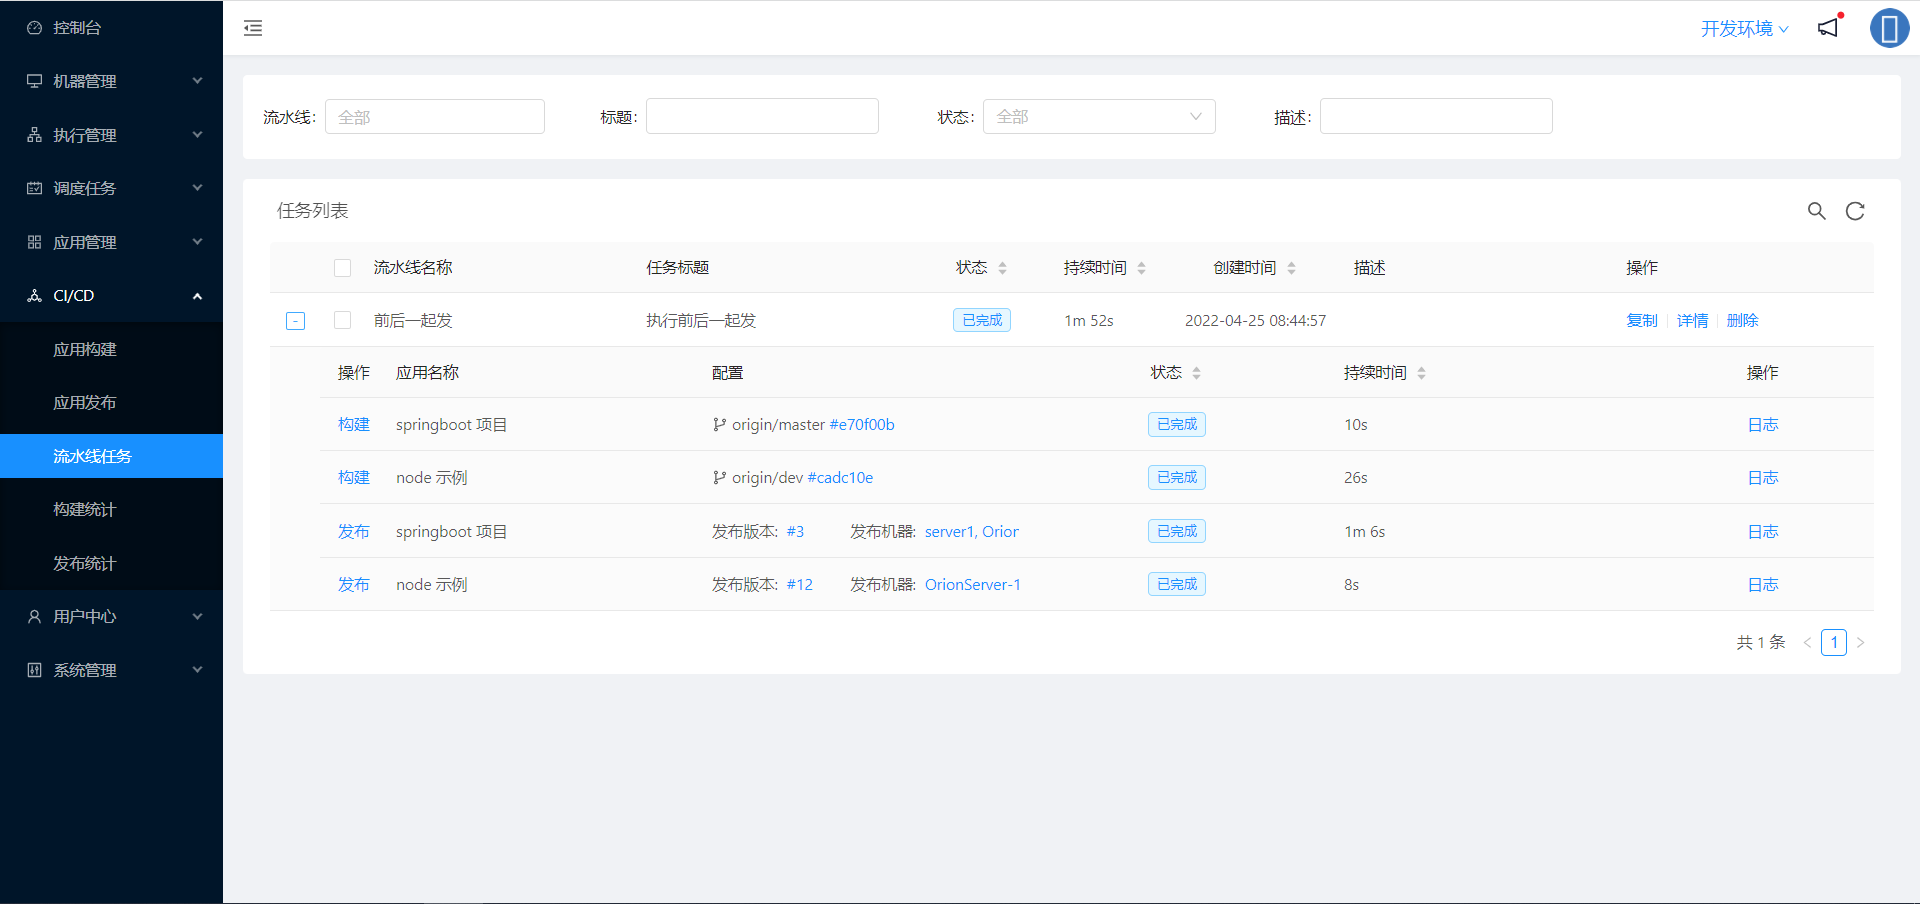 控制台
机器管理
执行管理
调度任务
应用管理
CI/CD
应用构建
应用发布
流水线任务
构建统计
发布统计
用户中心
系统管理
开发环境
流水线: 全部 标题: 状态: 全部 描述:
任务列表
流水线名称 任务标题 状态 持续时间 创建时间 描述 操作
- 前后一起发 执行前后一起发 已完成 1m 52s 2022-04-25 08:44:57 复制 详情 删除
操作 应用名称 配置 状态 持续时间 操作
构建 springboot 项目 origin/master #e70f00b 已完成 10s 日志
构建 node 示例 origin/dev #cadc10e 已完成 26s 日志
发布 springboot 项目 发布版本: #3 发布机器: server1, Orior 已完成 1m 6s 日志
发布 node 示例 发布版本: #12 发布机器: OrionServer-1 已完成 8s 日志
共 1 条 < 1 >